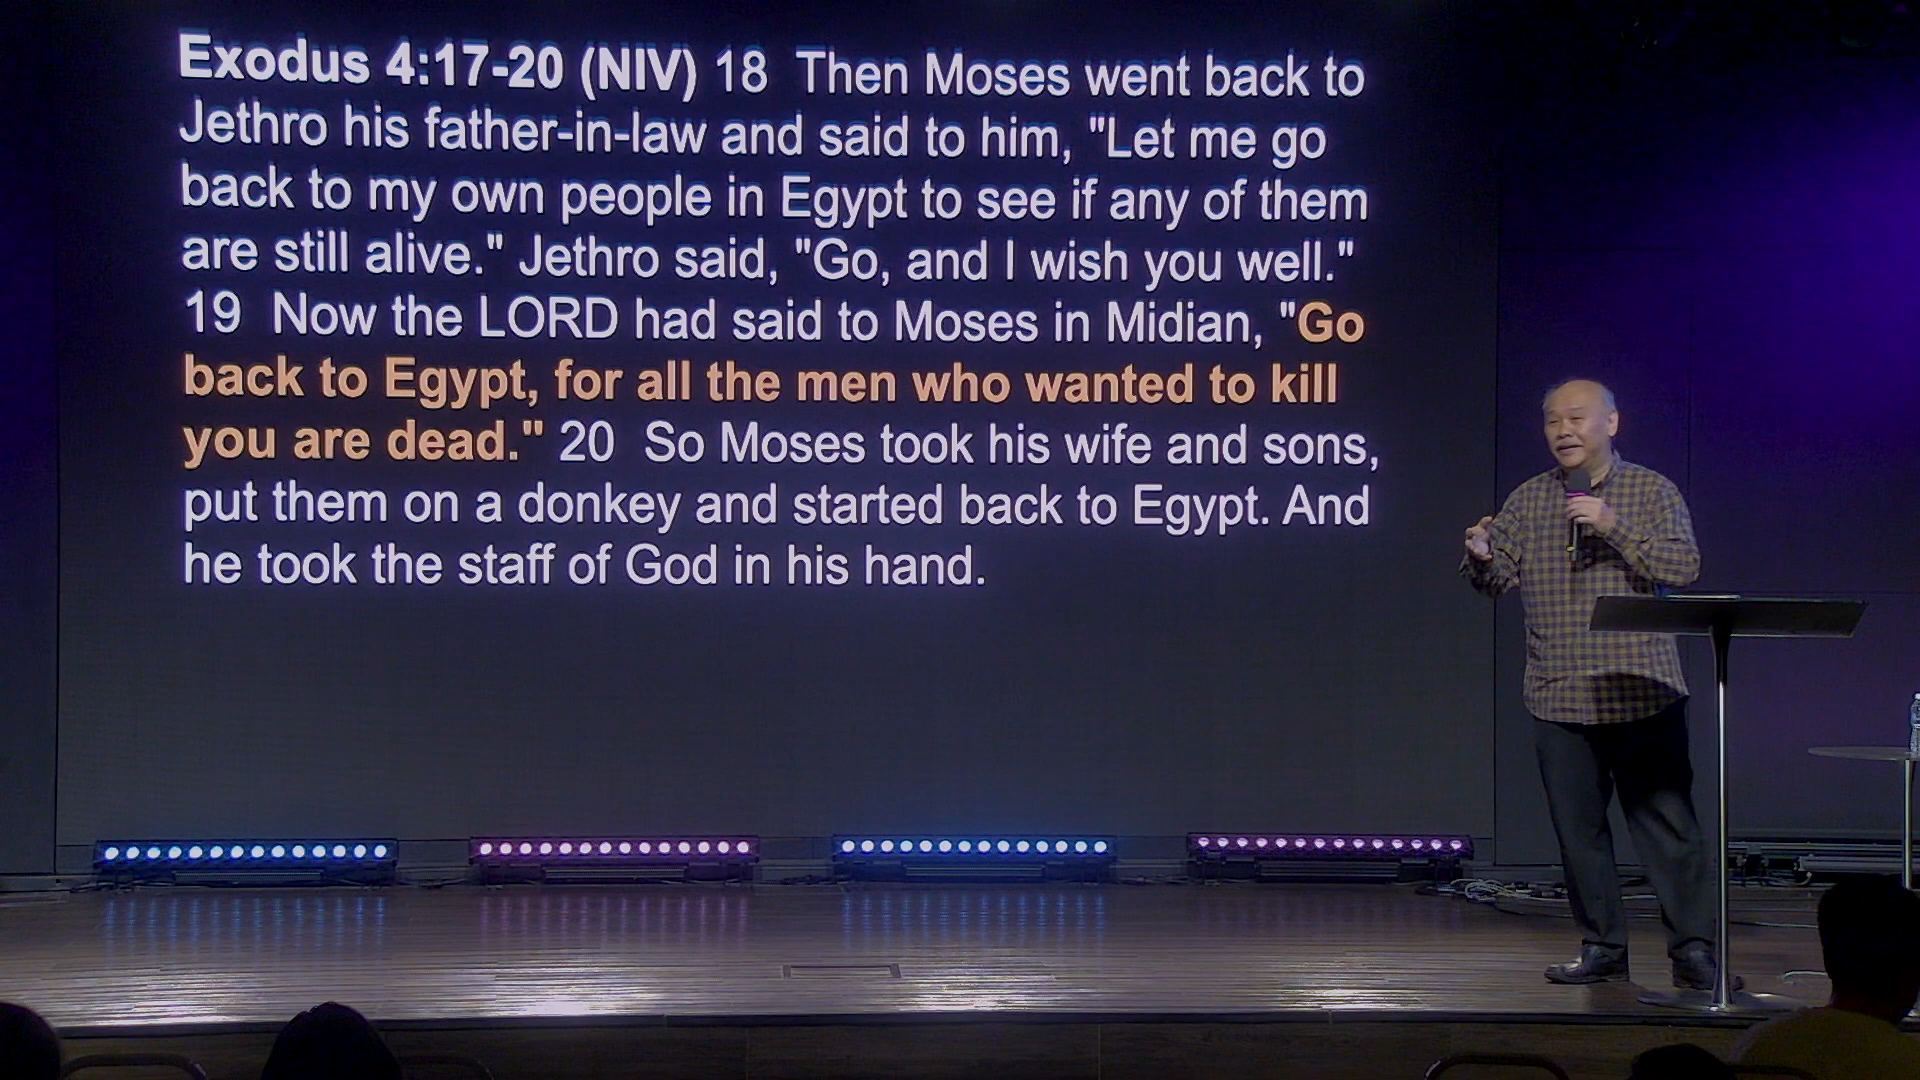 Exodus 4:17-20 (NIV) 18 Then Moses went back to
Jethro his father-in-law and said to him, "Let me go
back to my own people in Egypt to see if any of them
are still alive." Jethro said, "Go, and I wish you well."
19 Now the LORD had said to Moses in Midian, "Go
back to Egypt, for all the men who wanted to kill
you are dead." 20 So Moses took his wife and sons,
put them on a donkey and started back to Egypt. And
he took the staff of God in his hand.